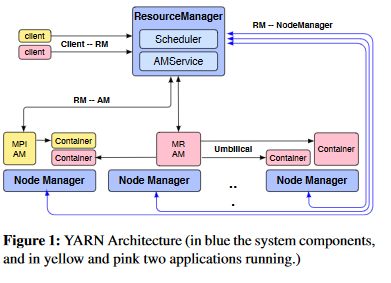 ResourceManager
client
client
Client -- RM
Scheduler
AMService
RM -- NodeManager
RM -- AM
MPI
AM
Container
Container
MR
AM
Umbilical
Container
Container
Node Manager
Node Manager
..
Node Manager
.
Figure 1: YARN Architecture (in blue the system components,
and in yellow and pink two applications running.)